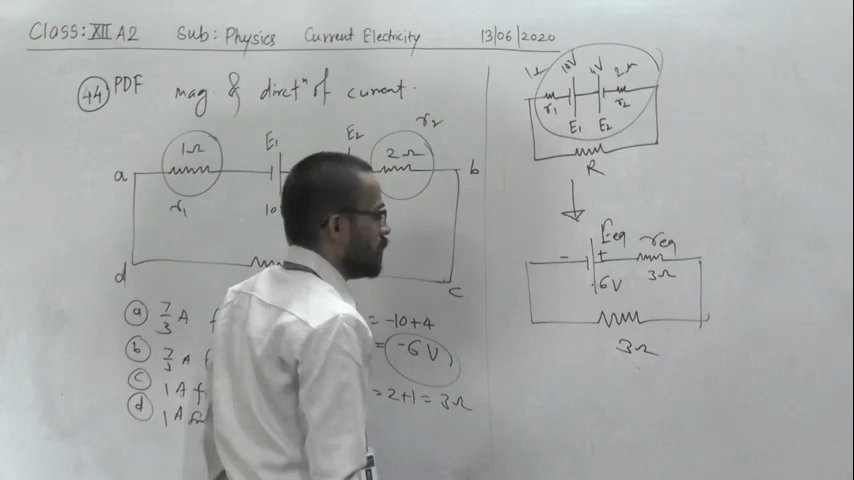 CLASS: XII A2 Sub: Physics Current Electricity 13/06/2020
44 PDF mag. & dirctⁿ of current.
1Ω E₁ E₂ 2Ω r₂
a b
r₁ 10
d c
a 7/3 A f = -10+4
b 7/3 A f = -6V
c 1A f = 2+1 = 3Ω
d 1A
1Ω 10V 4V 2Ω
r₁ E₁ E₂ r₂
R
Eeq req
- + 3Ω
6V
3Ω